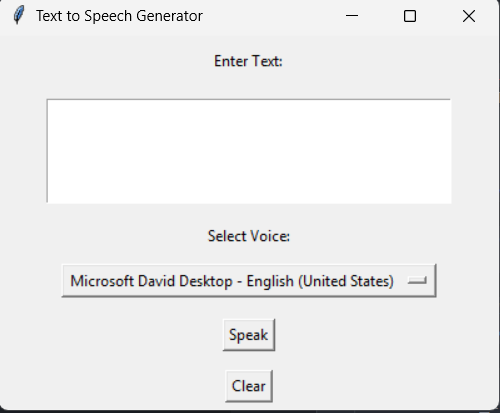 Text to Speech Generator
Enter Text:
Select Voice:
Microsoft David Desktop - English (United States)
Speak
Clear